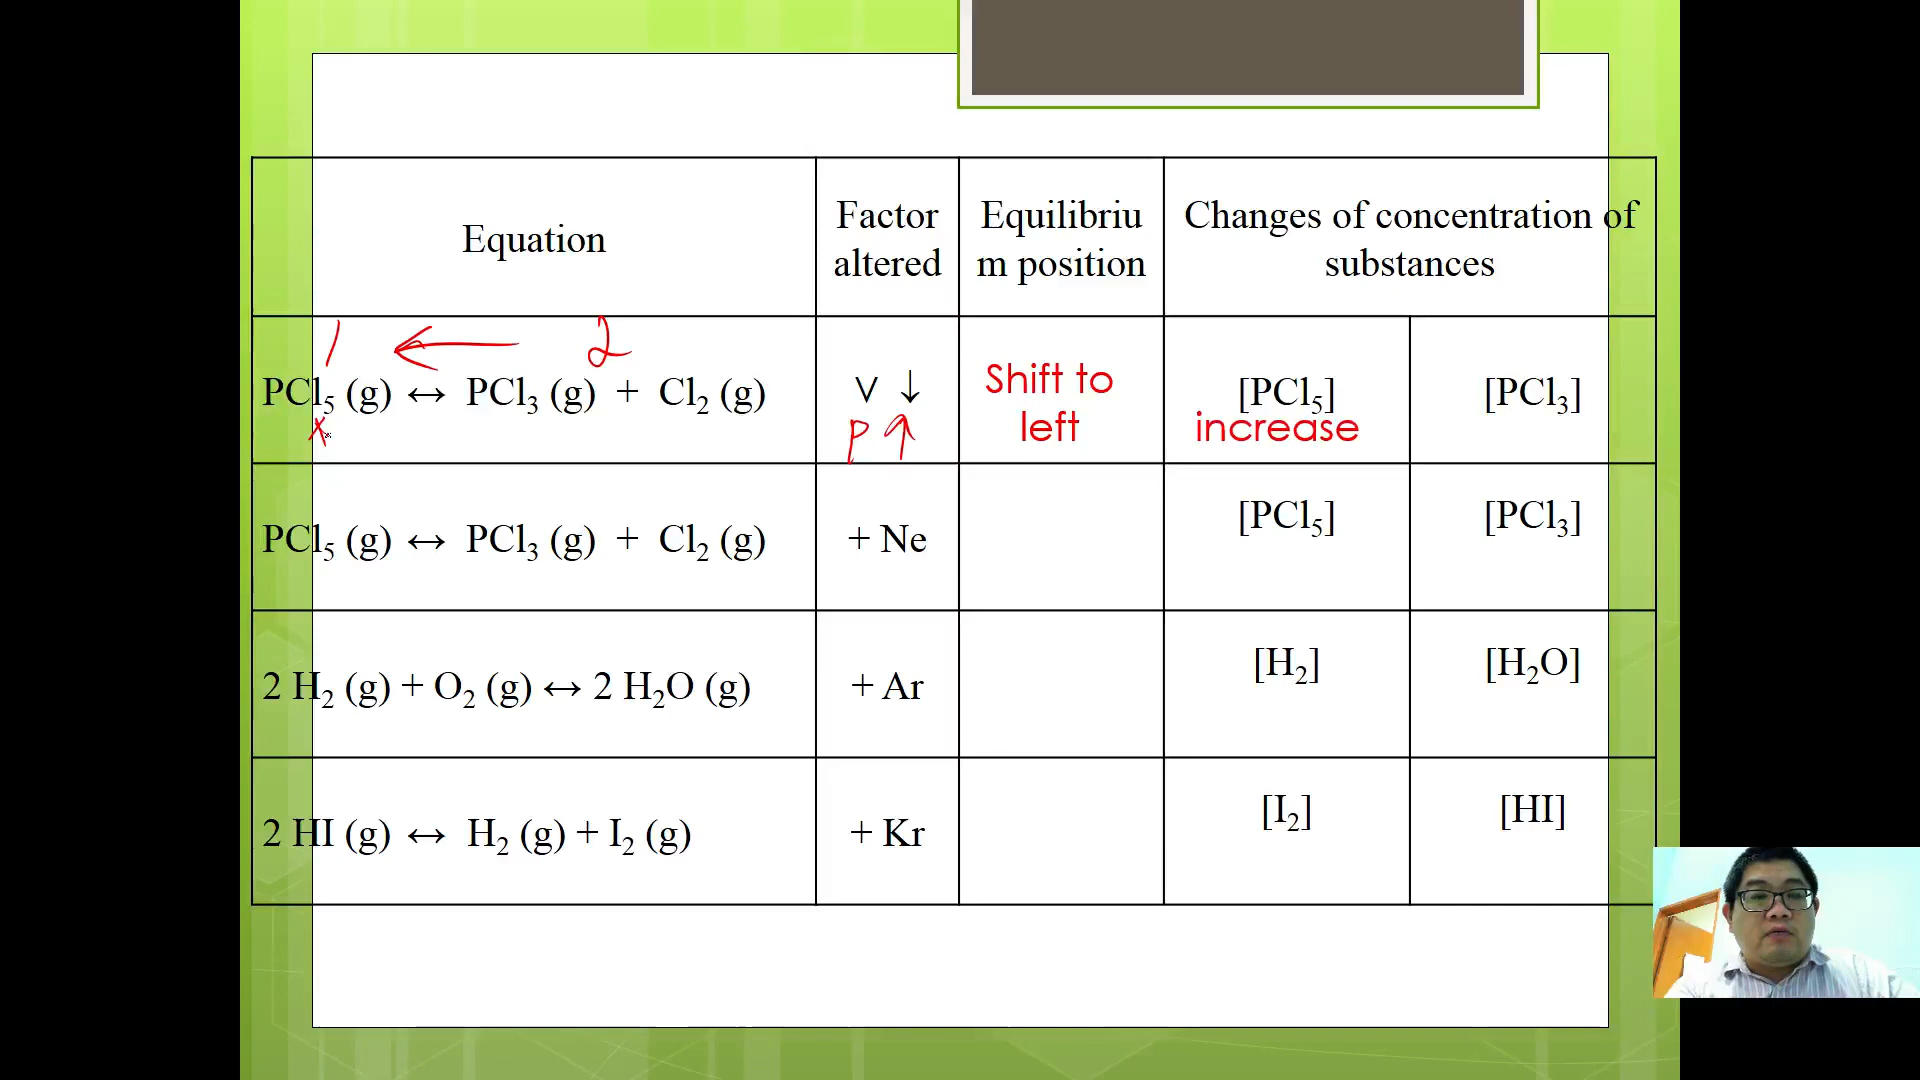 Equation
Factor altered
Equilibriu
m position
Changes of concentration of
substances
1 ← 2
PCl₅ (g) ↔ PCl₃ (g) + Cl₂ (g)
x
V ↓
P ↑
Shift to
left
[PCl₅]
increase
[PCl₃]
PCl₅ (g) ↔ PCl₃ (g) + Cl₂ (g)
+ Ne
[PCl₅]
[PCl₃]
2 H₂ (g) + O₂ (g) ↔ 2 H₂O (g)
+ Ar
[H₂]
[H₂O]
2 HI (g) ↔ H₂ (g) + I₂ (g)
+ Kr
[I₂]
[HI]